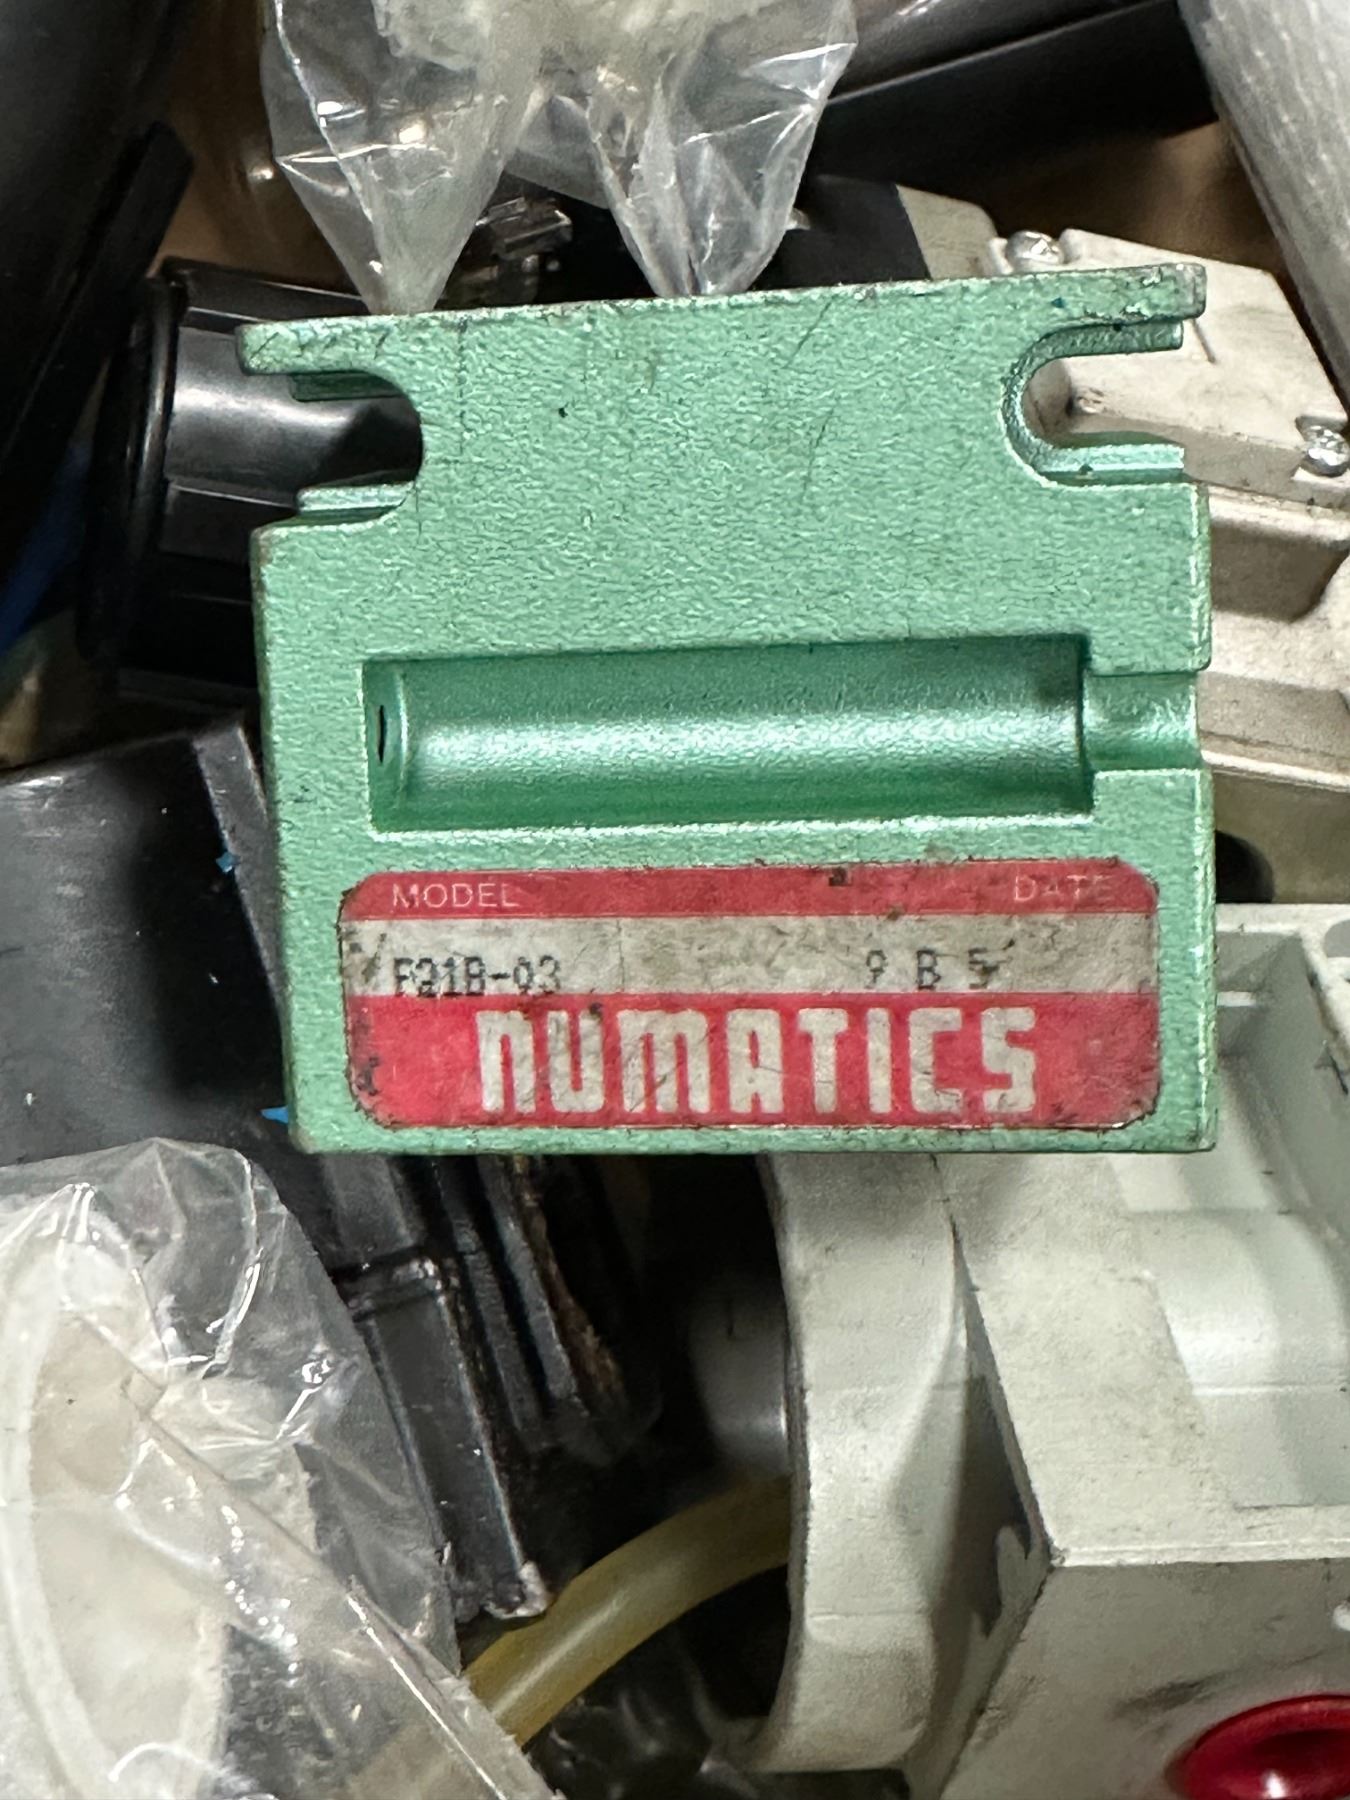 MODEL DATE
F21B-03 9 B 5
NUMATICS